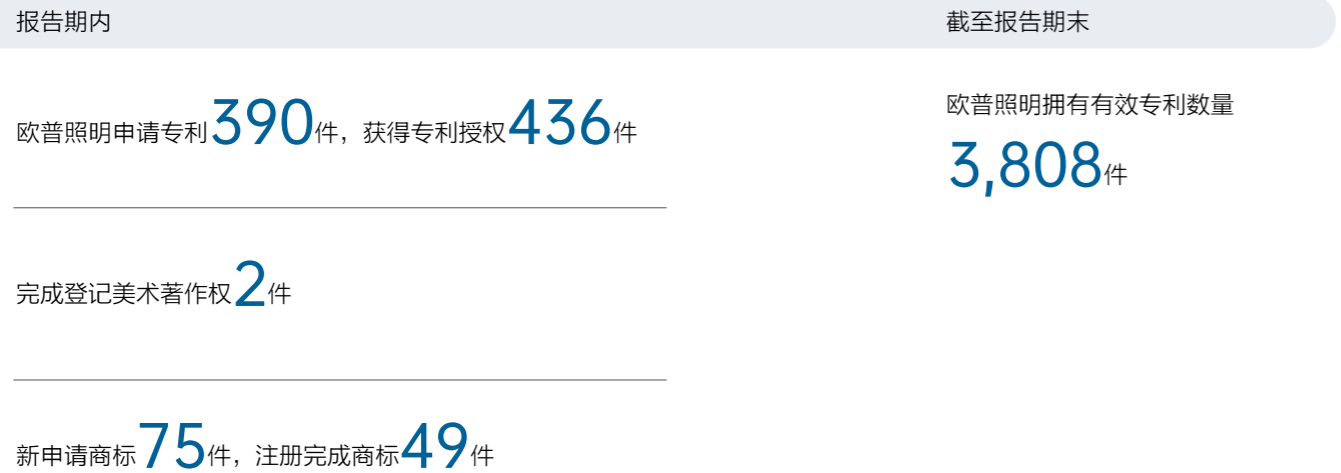 报告期内
欧普照明申请专利390件，获得专利授权436件
完成登记美术著作权2件
新申请商标75件，注册完成商标49件
截至报告期末
欧普照明拥有有效专利数量
3,808件